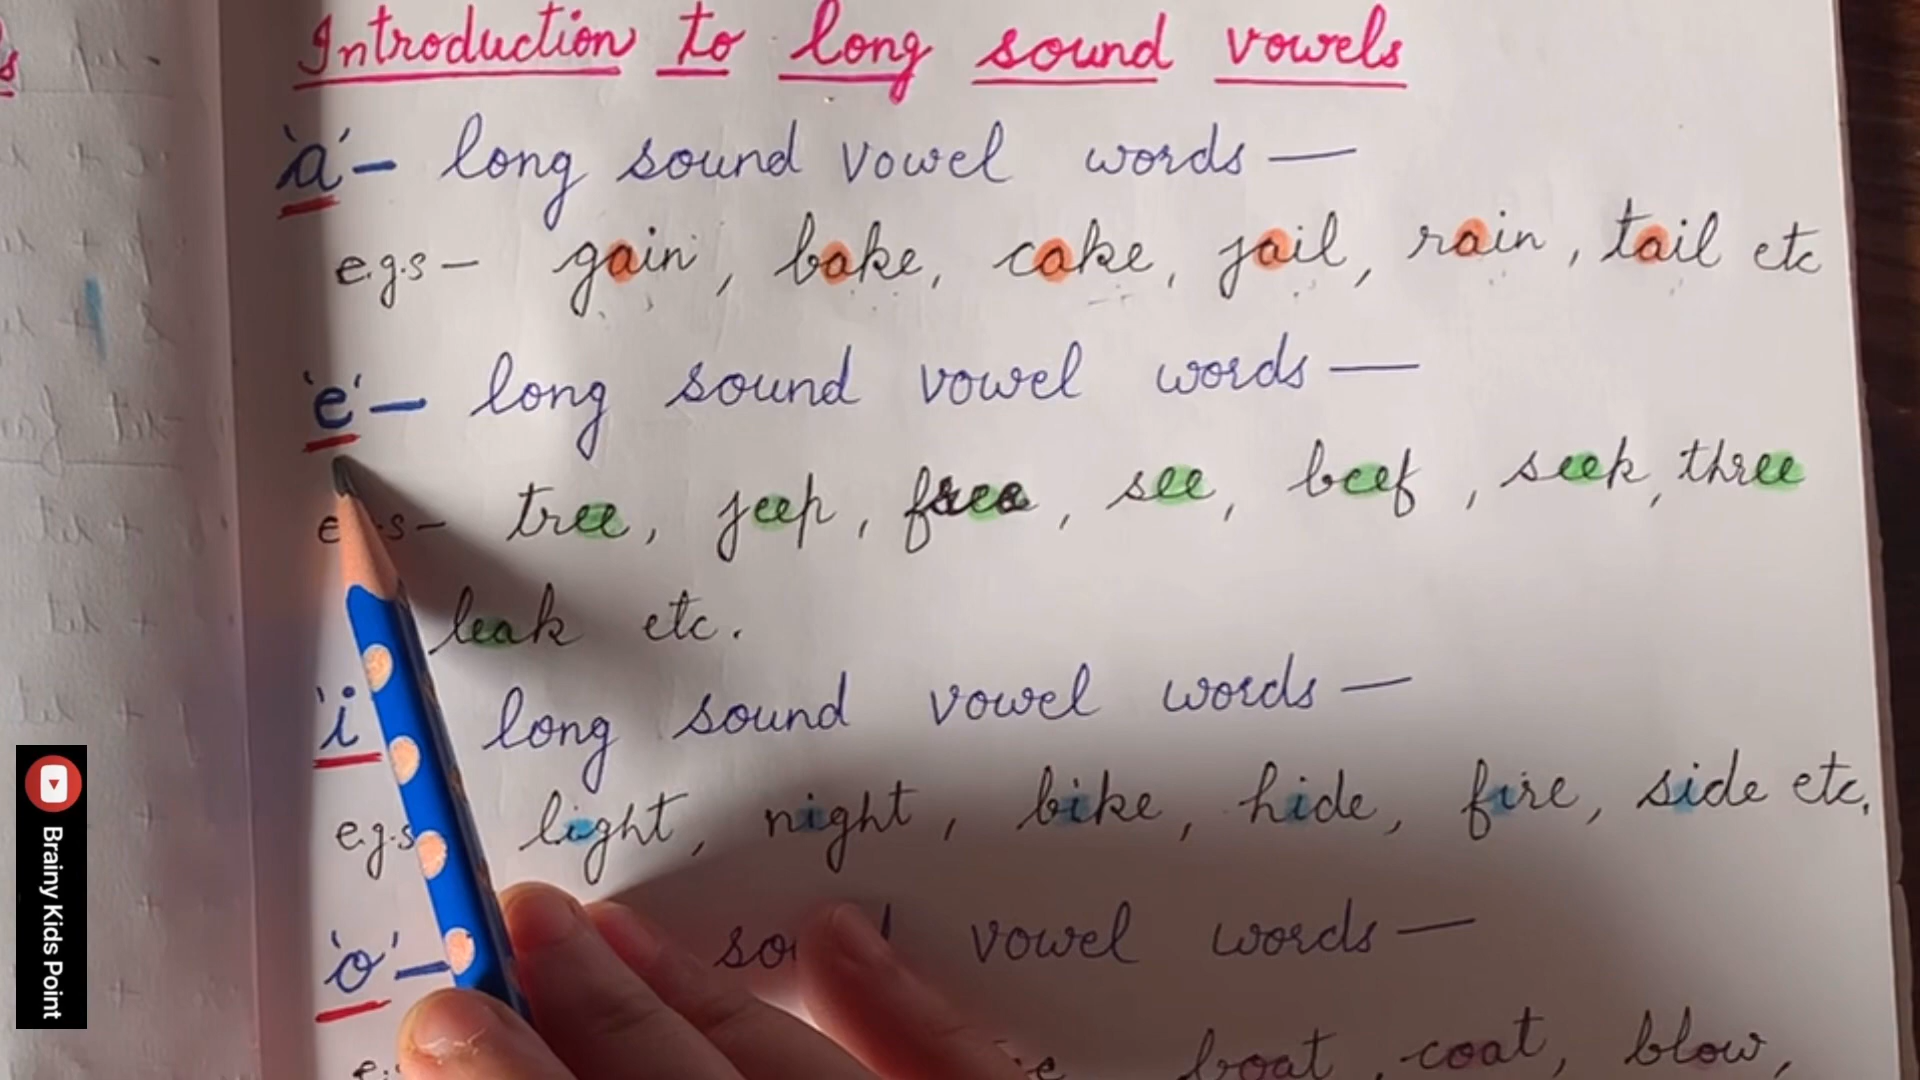 Introduction to long sound vowels
'a'- long sound vowel words —
e.g.s - gain, bake, cake, jail, rain, tail etc
'e'- long sound vowel words —
tree, jeep, free, see, beef, seek, three
leak etc.
'i' long sound vowel words —
e.g.s light, night, bike, hide, fire, side etc.
'o'- vowel words —
boat, coat, blow,
Brainy Kids Point